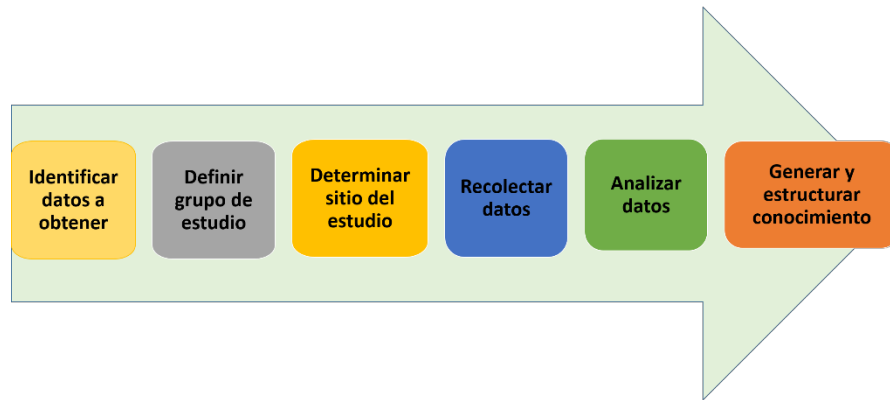 Identificar
datos a
obtener
Definir
grupo de
estudio
Determinar
sitio del
estudio
Recolectar
datos
Analizar
datos
Generar y
estructurar
conocimiento